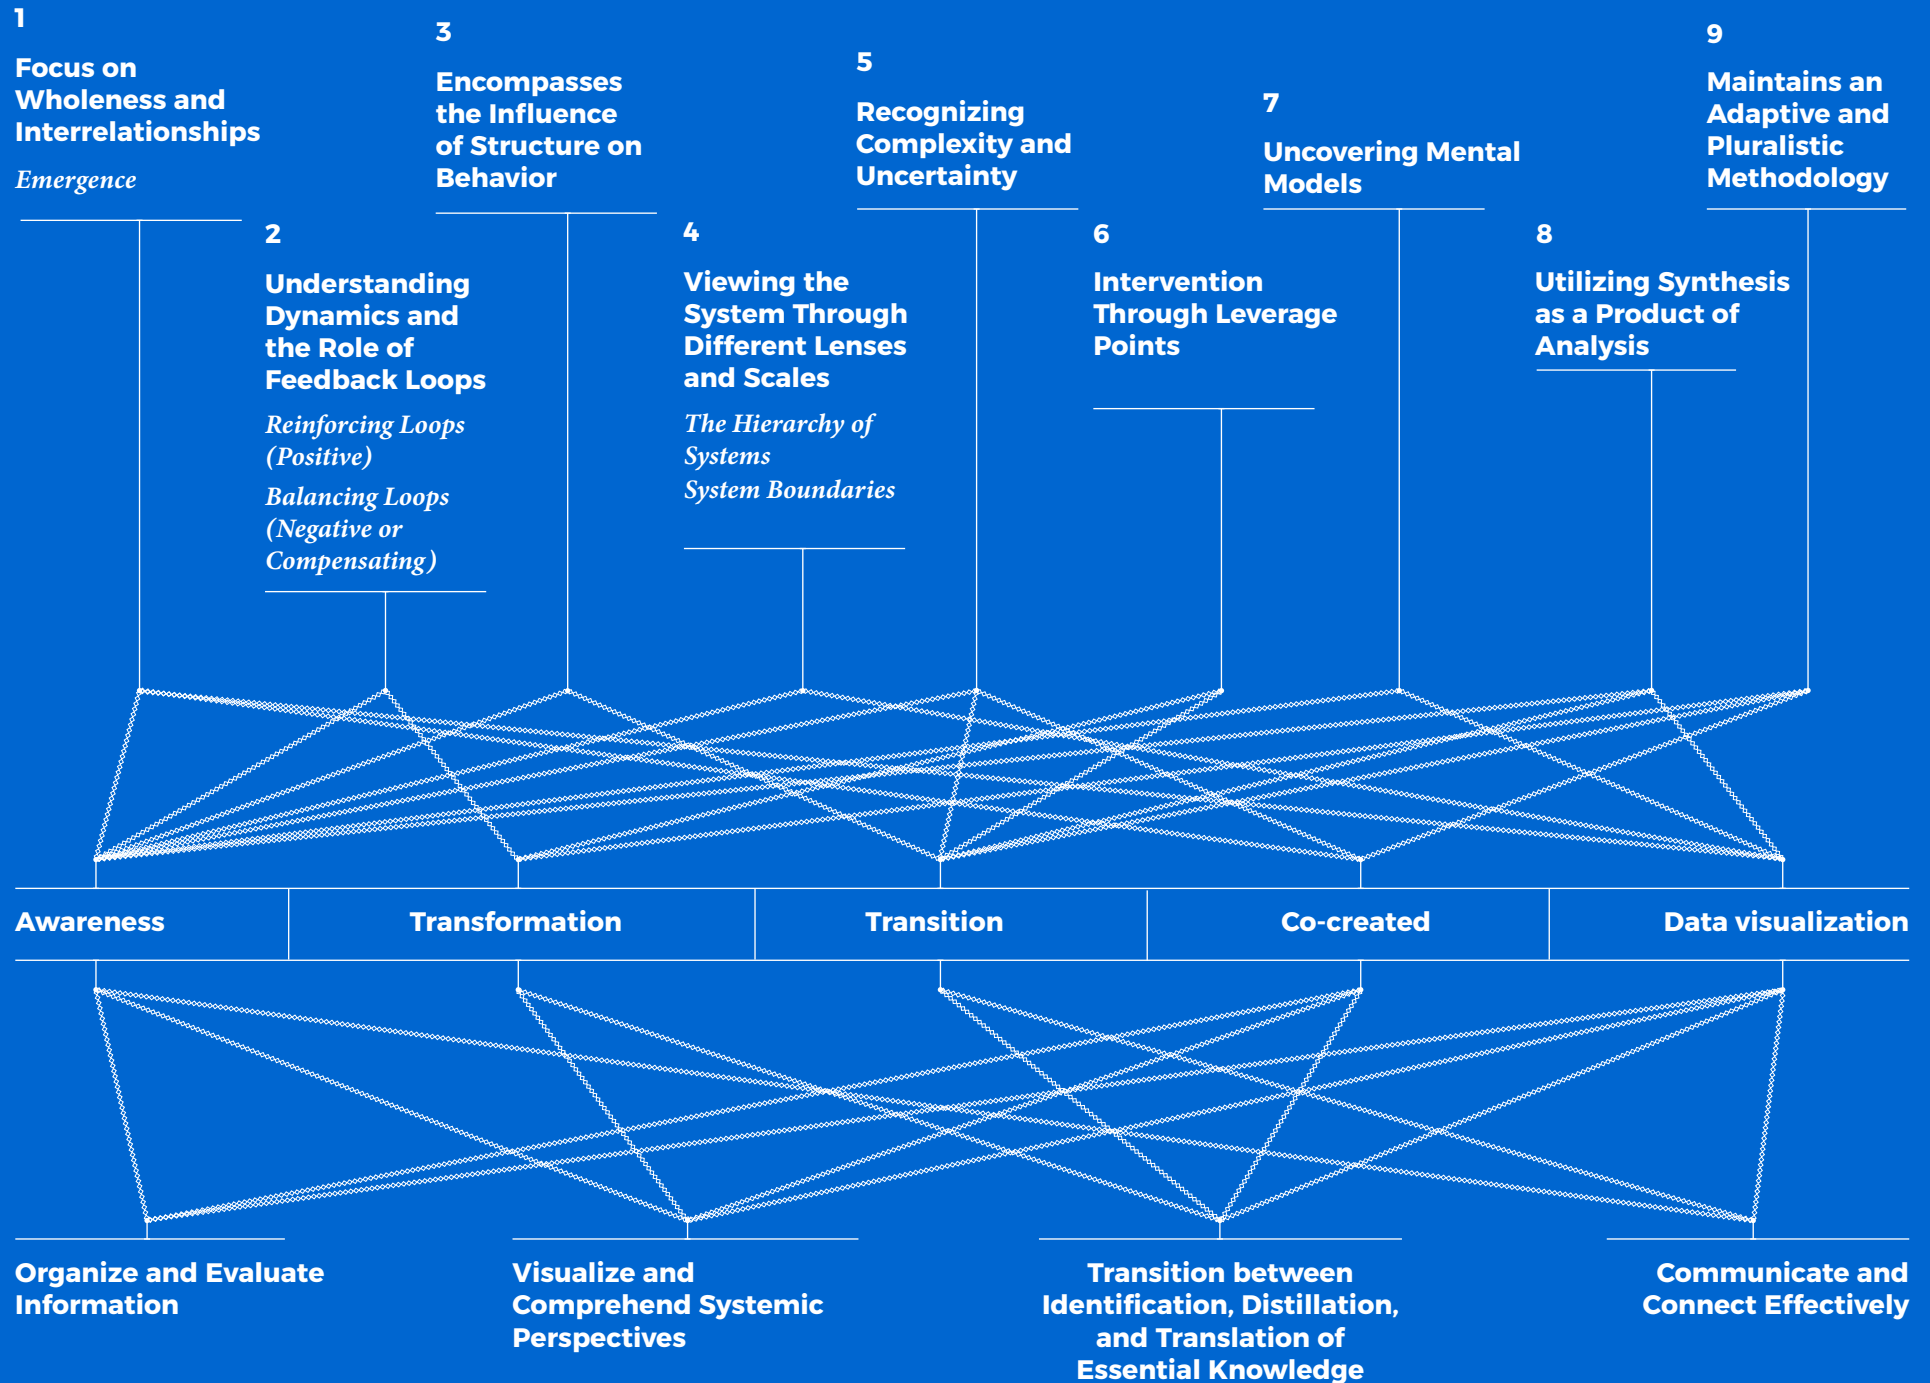 1
Focus on
Wholeness and
Interrelationships
Emergence
2
Understanding
Dynamics and
the Role of
Feedback Loops
Reinforcing Loops
(Positive)
Balancing Loops
(Negative or
Compensating)
3
Encompasses
the Influence
of Structure on
Behavior
4
Viewing the
System Through
Different Lenses
and Scales
The Hierarchy of
Systems
System Boundaries
5
Recognizing
Complexity and
Uncertainty
6
Intervention
Through Leverage
Points
7
Uncovering Mental
Models
8
Utilizing Synthesis
as a Product of
Analysis
9
Maintains an
Adaptive and
Pluralistic
Methodology
Awareness
Transformation
Transition
Co-created
Data visualization
Organize and Evaluate
Information
Visualize and
Comprehend Systemic
Perspectives
Transition between
Identification, Distillation,
and Translation of
Essential Knowledge
Communicate and
Connect Effectively